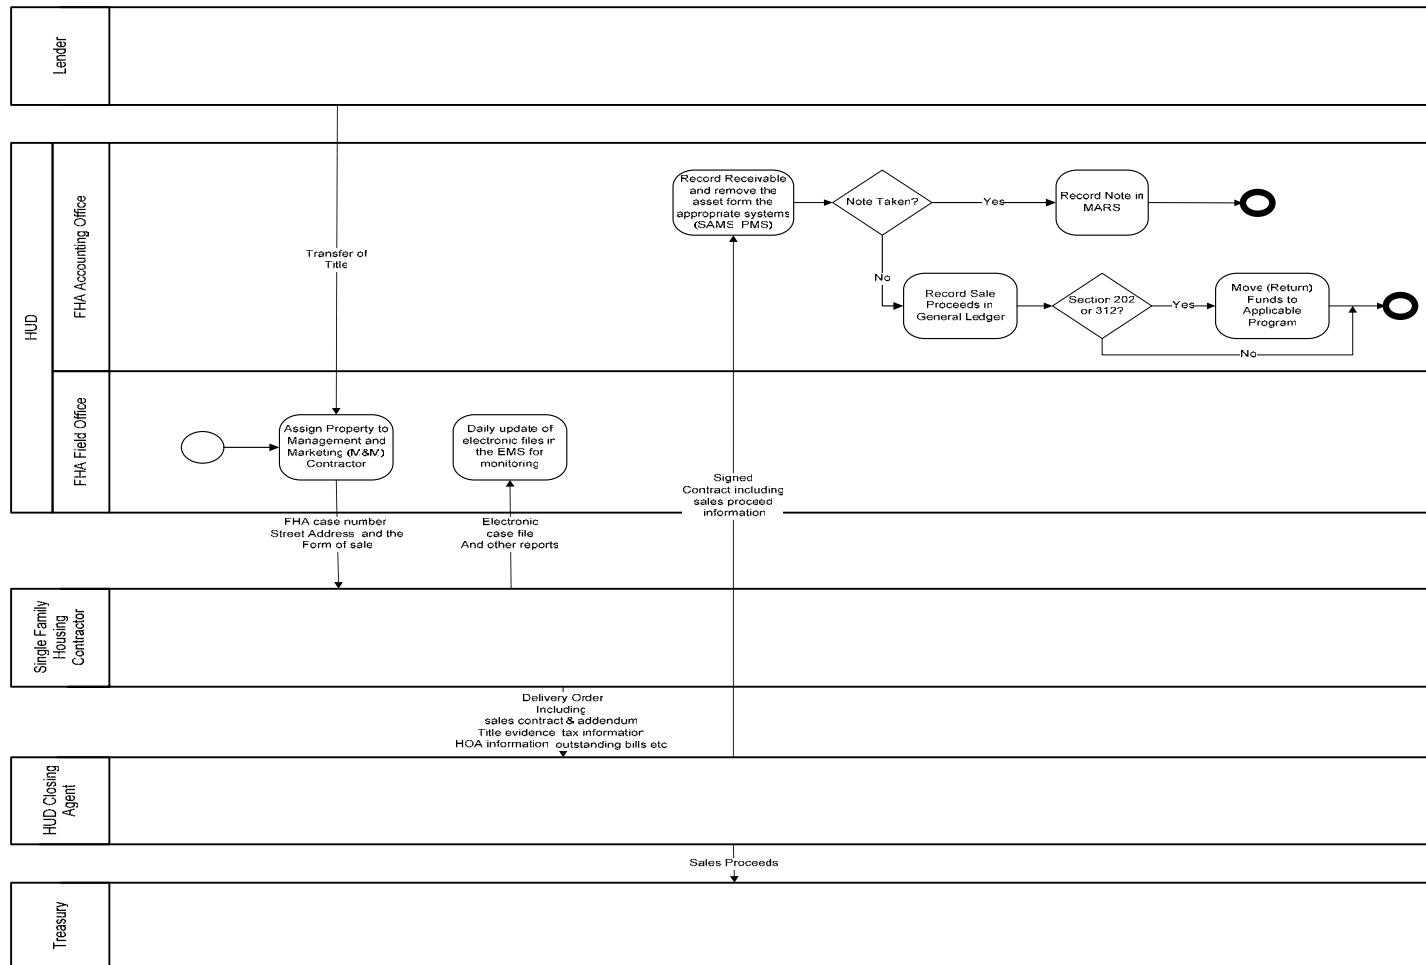 Lender
HUD
FHA Accounting Office
Record Receivable
and remove the
asset form the
appropriate systems
(SAMS PMS)
Note Taken?
Yes
Record Note in
MARS
Transfer of
Title
No
Record Sale
Proceeds in
General Ledger
Section 202
or 312?
Yes
Move (Return)
Funds to
Applicable
Program
No
FHA Field Office
Assign Property to
Management and
Marketing (M&M)
Contractor
Daily update of
electronic files in
the EMS for
monitoring
Signed
Contract including
sales proceed
information
FHA case number
Street Address and the
Form of sale
Electronic
case file
And other reports
Single Family
Housing
Contractor
Delivery Order
Including
sales contract & addendum
Title evidence tax information
HOA information outstanding bills etc
HUD Closing
Agent
Sales Proceeds
Treasury